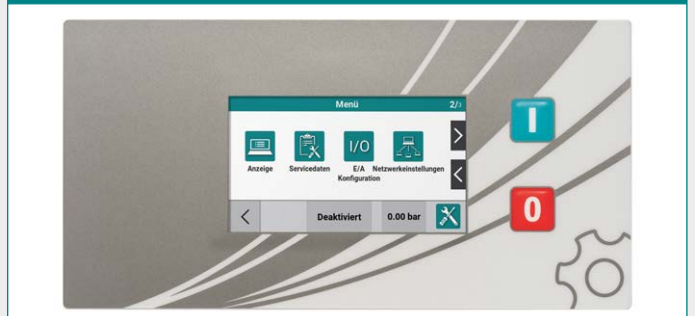 Menü
2/3
Anzeige
Servicedaten
I/O
E/A
Konfiguration
Netzwerkeinstellungen
Deaktiviert
0.00 bar
I
0